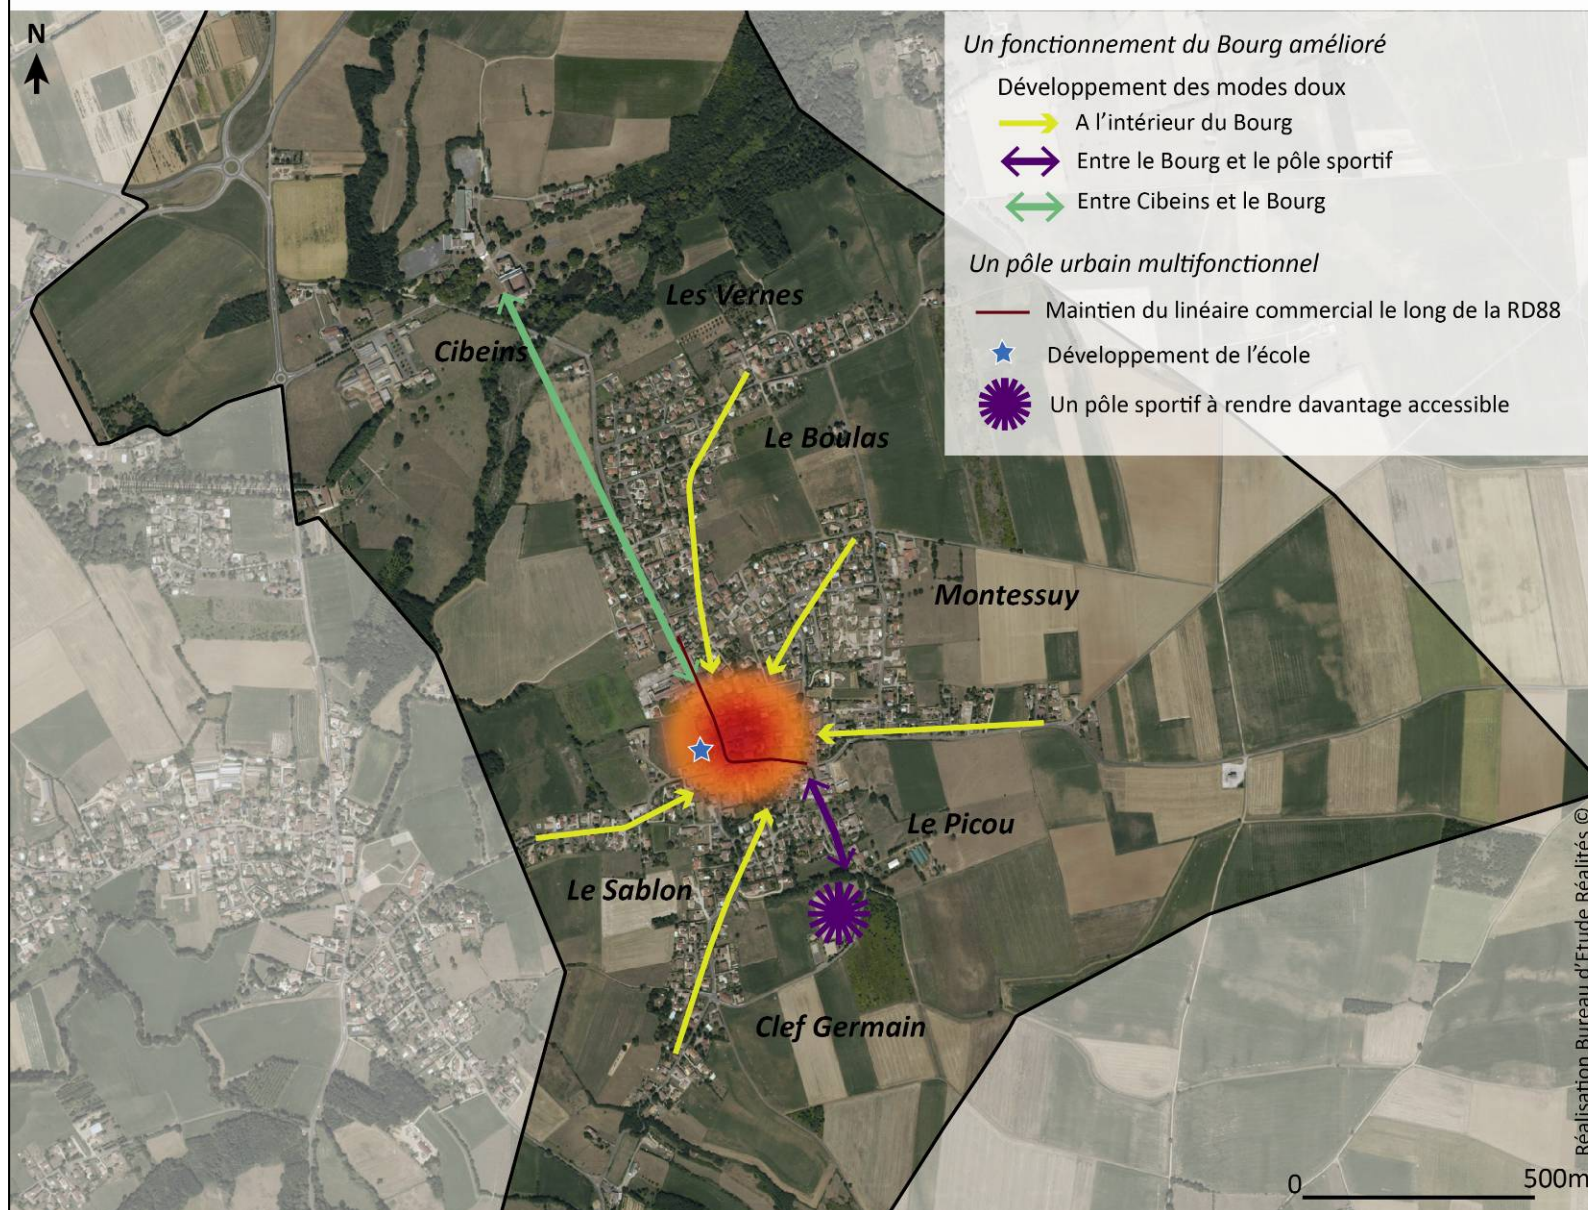 N
Un fonctionnement du Bourg amélioré
Développement des modes doux
A l'intérieur du Bourg
Entre le Bourg et le pôle sportif
Entre Cibeins et le Bourg
Un pôle urbain multifonctionnel
Maintien du linéaire commercial le long de la RD88
Développement de l'école
Un pôle sportif à rendre davantage accessible
Les Vernes
Cibeins
Le Boulas
Montessuy
Le Picou
Le Sablon
Clef Germain
0 500m
Réalisation Bureau d'Etude Réalités ©